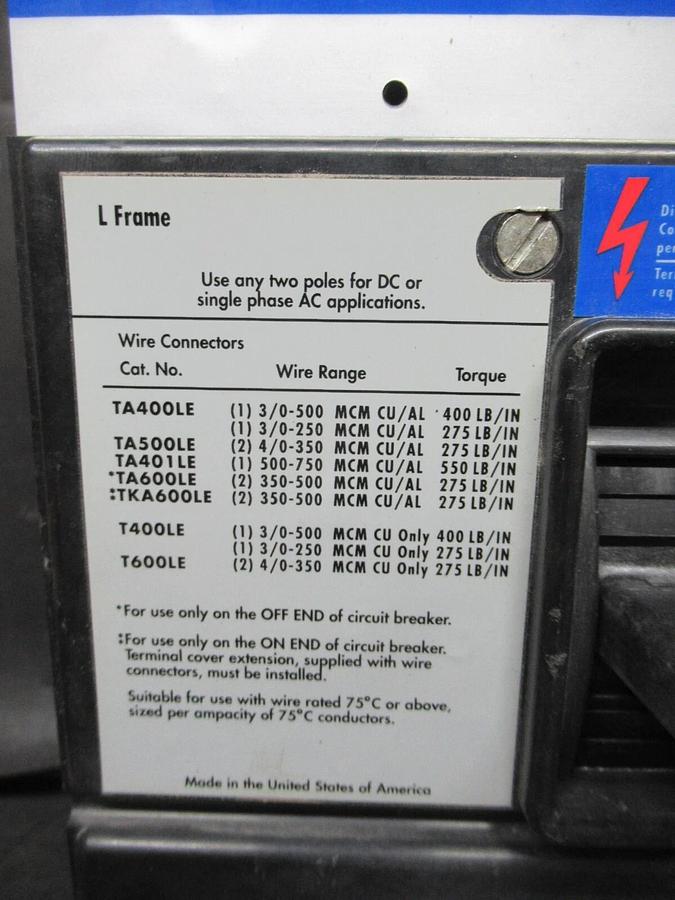 L Frame
Use any two poles for DC or
single phase AC applications.
Wire Connectors
Cat. No. Wire Range Torque
TA400LE (1) 3/0-500 MCM CU/AL 400 LB/IN
(1) 3/0-250 MCM CU/AL 275 LB/IN
TA500LE (2) 4/0-350 MCM CU/AL 275 LB/IN
TA401LE (1) 500-750 MCM CU/AL 550 LB/IN
*TA600LE (2) 350-500 MCM CU/AL 275 LB/IN
‡TKA600LE (2) 350-500 MCM CU/AL 275 LB/IN
T400LE (1) 3/0-500 MCM CU Only 400 LB/IN
(1) 3/0-250 MCM CU Only 275 LB/IN
T600LE (2) 4/0-350 MCM CU Only 275 LB/IN
*For use only on the OFF END of circuit breaker.
‡For use only on the ON END of circuit breaker.
Terminal cover extension, supplied with wire
connectors, must be installed.
Suitable for use with wire rated 75°C or above,
sized per ampacity of 75°C conductors.
Made in the United States of America
Di
Co
per
Ter
req